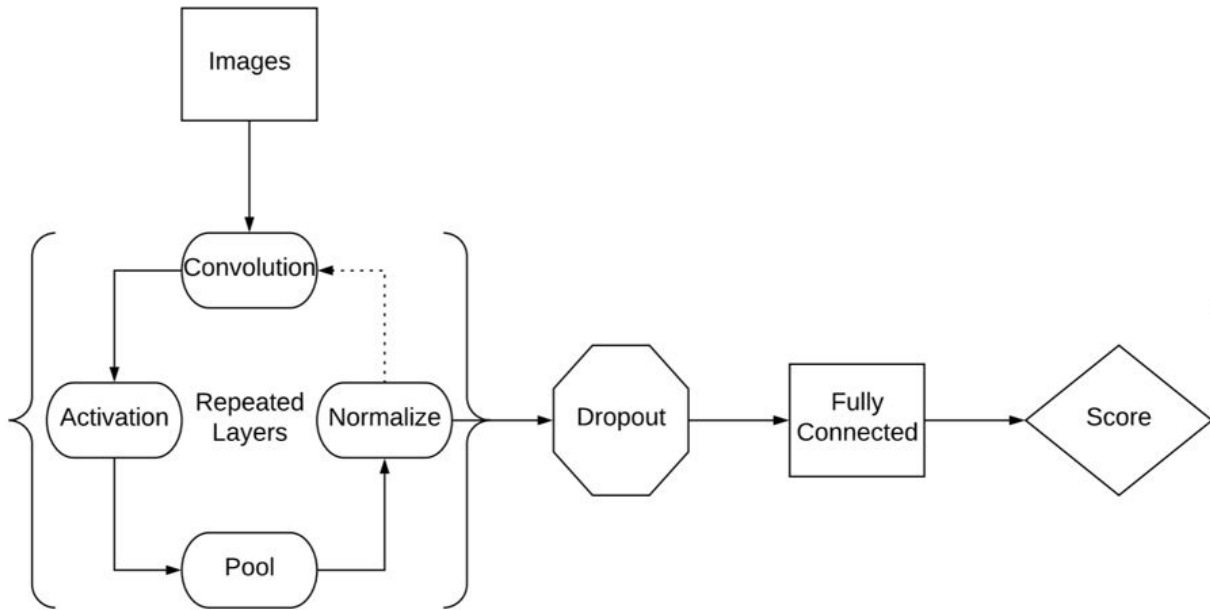 Images
Convolution
Activation
Repeated
Layers
Normalize
Pool
Dropout
Fully
Connected
Score